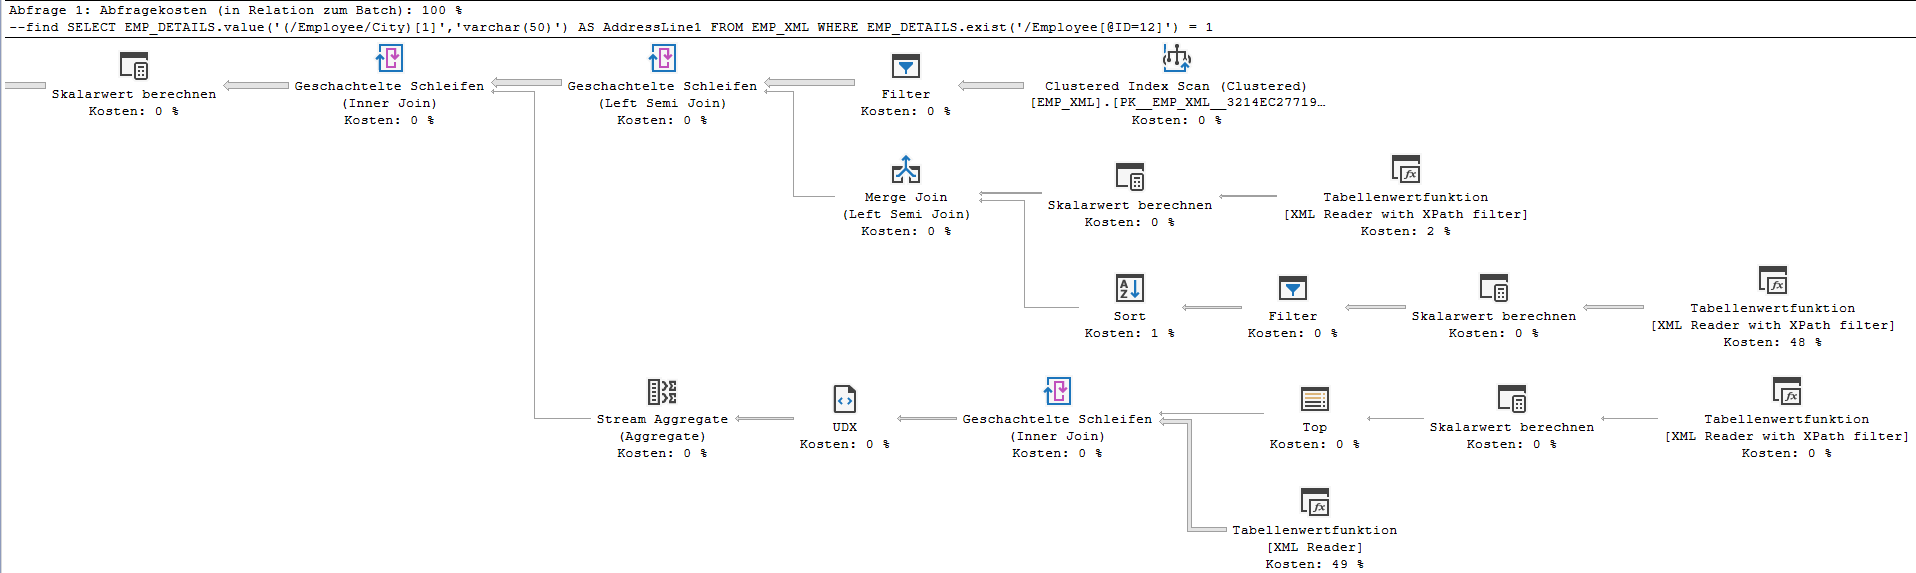 Abfrage 1: Abfragekosten (in Relation zum Batch): 100 %
--find SELECT EMP_DETAILS.value('(/Employee/City)[1]','varchar(50)') AS AddressLine1 FROM EMP_XML WHERE EMP_DETAILS.exist('/Employee[@ID=12]') = 1
Skalarwert berechnen
Kosten: 0 %
Geschachtelte Schleifen
(Inner Join)
Kosten: 0 %
Geschachtelte Schleifen
(Left Semi Join)
Kosten: 0 %
Filter
Kosten: 0 %
Clustered Index Scan (Clustered)
[EMP_XML].[PK__EMP_XML__3214EC27719…
Kosten: 0 %
Merge Join
(Left Semi Join)
Kosten: 0 %
Skalarwert berechnen
Kosten: 0 %
Tabellenwertfunktion
[XML Reader with XPath filter]
Kosten: 2 %
Sort
Kosten: 1 %
Filter
Kosten: 0 %
Skalarwert berechnen
Kosten: 0 %
Tabellenwertfunktion
[XML Reader with XPath filter]
Kosten: 48 %
Stream Aggregate
(Aggregate)
Kosten: 0 %
UDX
Kosten: 0 %
Geschachtelte Schleifen
(Inner Join)
Kosten: 0 %
Top
Kosten: 0 %
Skalarwert berechnen
Kosten: 0 %
Tabellenwertfunktion
[XML Reader with XPath filter]
Kosten: 0 %
Tabellenwertfunktion
[XML Reader]
Kosten: 49 %